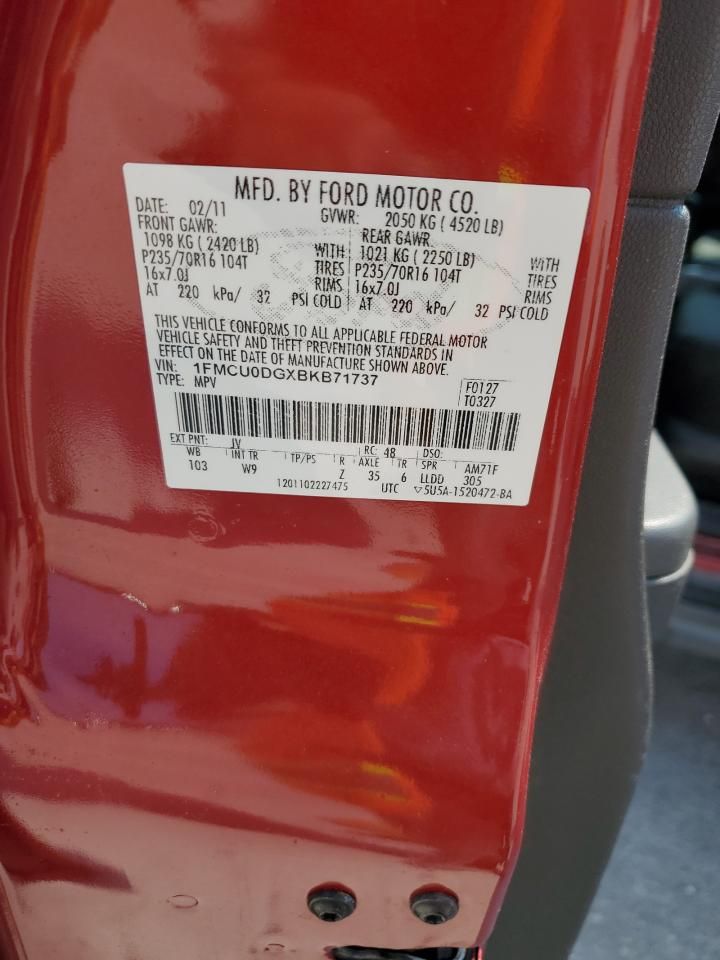 MFD. BY FORD MOTOR CO.
DATE: 02/11 GVWR: 2050 KG ( 4520 LB)
FRONT GAWR: REAR GAWR:
1098 KG ( 2420 LB) WITH 1021 KG ( 2250 LB) WITH
P235/70R16 104T TIRES P235/70R16 104T TIRES
16x7.0J RIMS 16x7.0J RIMS
AT 220 kPa/ 32 PSI COLD AT 220 kPa/ 32 PSI COLD
THIS VEHICLE CONFORMS TO ALL APPLICABLE FEDERAL MOTOR
VEHICLE SAFETY AND THEFT PREVENTION STANDARDS IN
EFFECT ON THE DATE OF MANUFACTURE SHOWN ABOVE.
VIN: 1FMCU0DGXBKB71737 F0127
TYPE: MPV T0327
EXT PNT: JV RC: 48 DSO:
WB INT TR TP/PS R AXLE TR SPR AM71F
103 W9 Z 35 6 LLDD 305
1201102227475 UTC ▽5U5A-1520472-BA